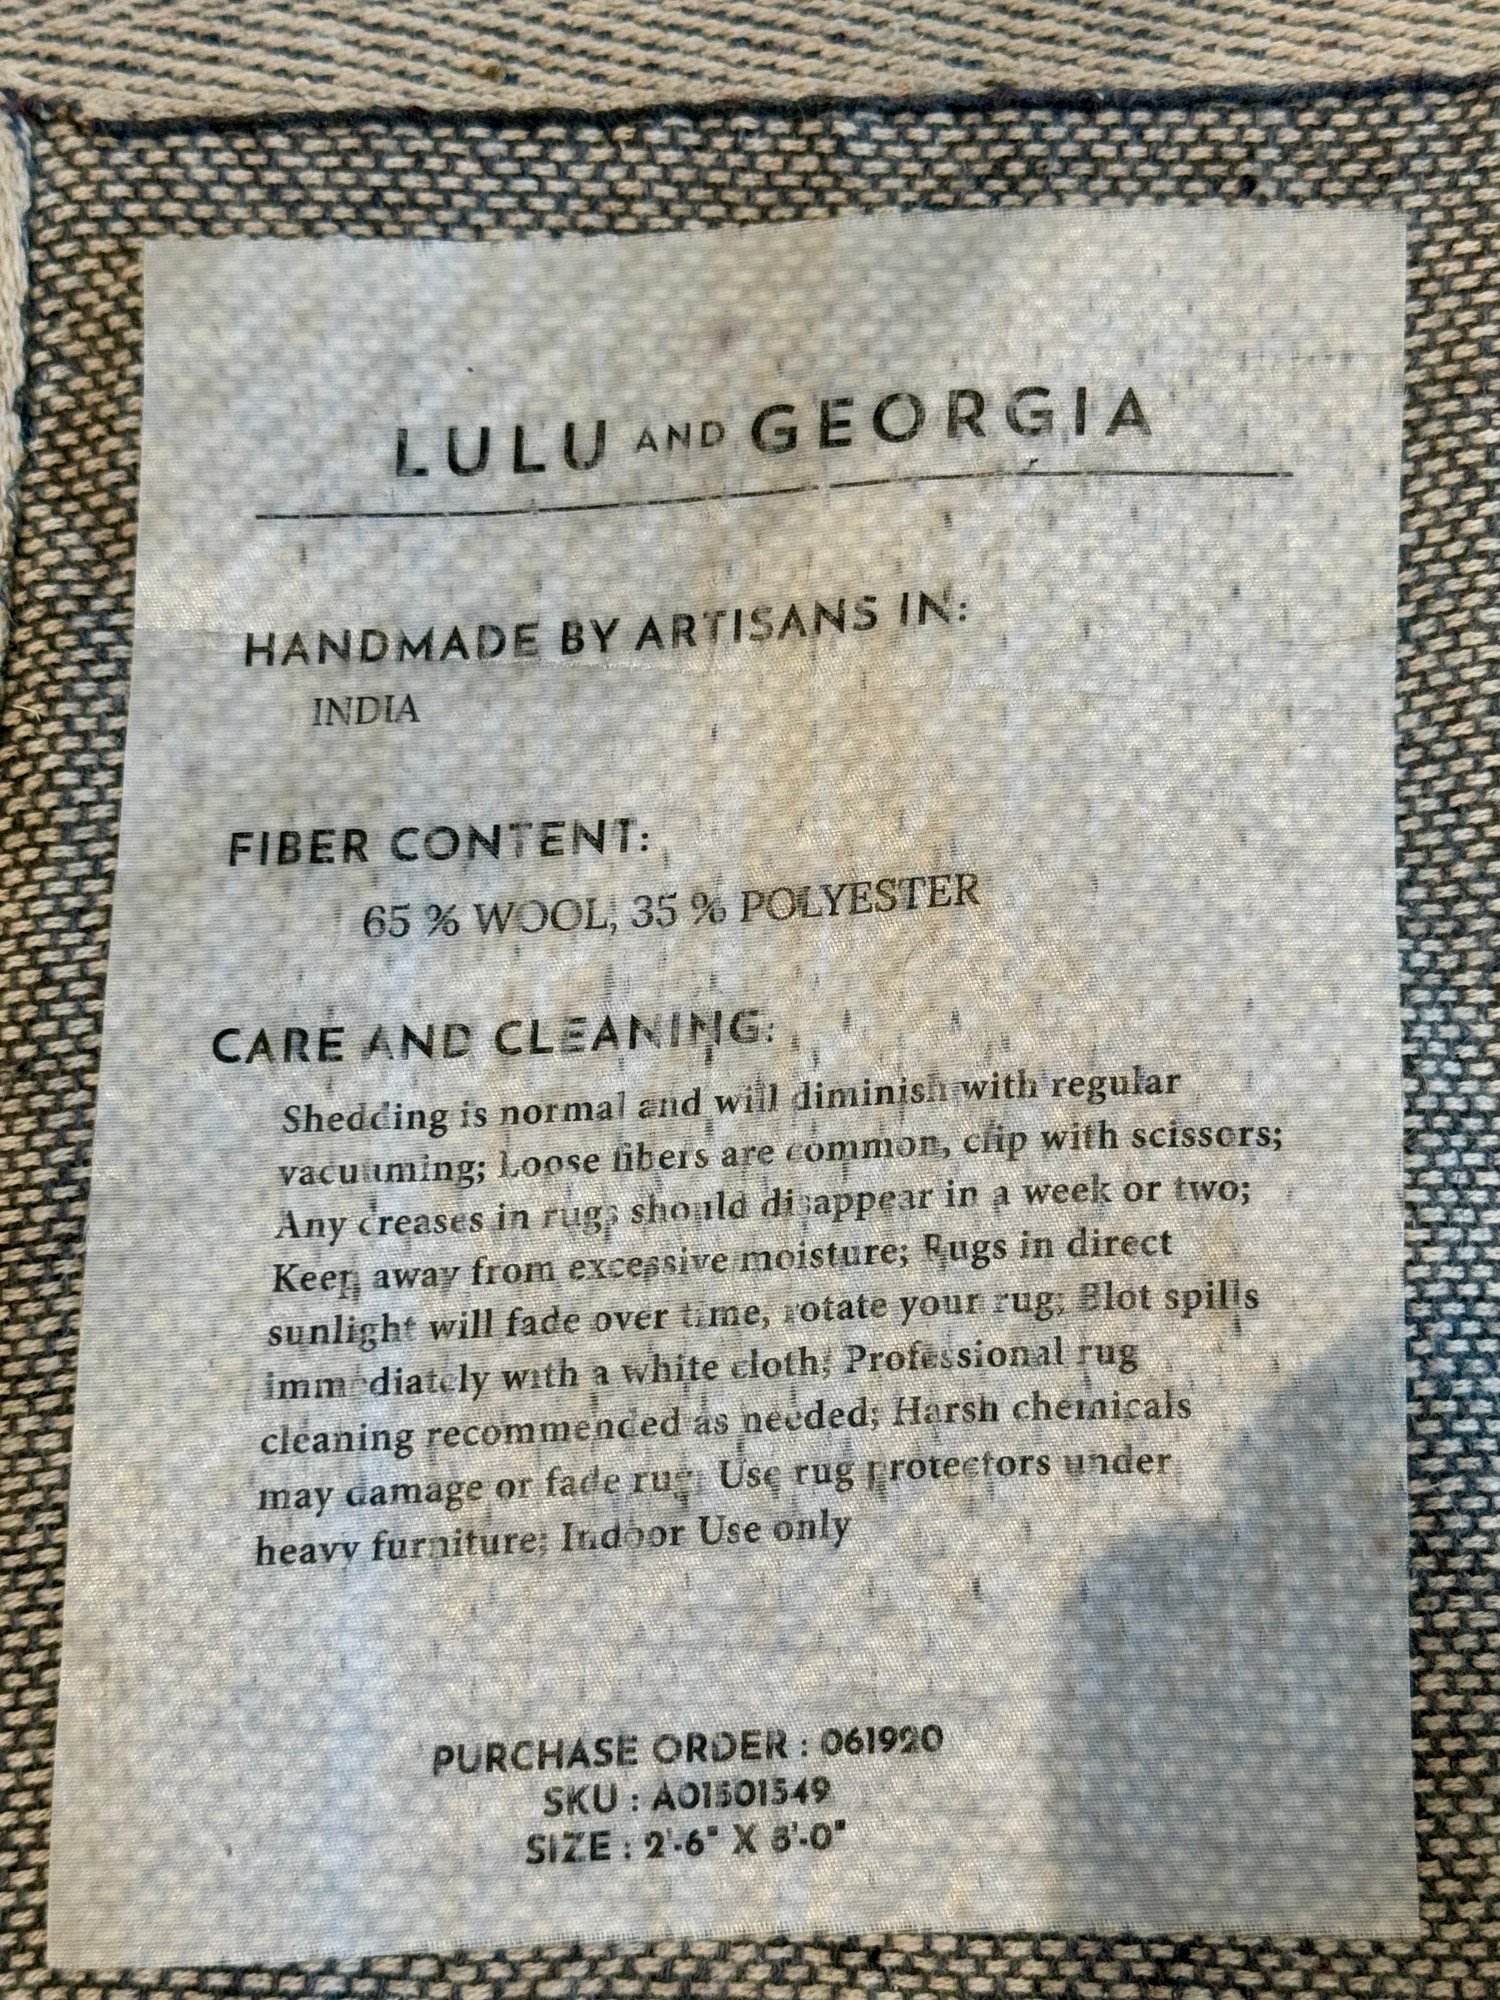 LULU AND GEORGIA
HANDMADE BY ARTISANS IN:
INDIA
FIBER CONTENT:
65 % WOOL, 35 % POLYESTER
CARE AND CLEANING:
Shedding is normal and will diminish with regular
vacuuming; Loose fibers are common, clip with scissors;
Any creases in rugs should disappear in a week or two;
Keep away from excessive moisture; Rugs in direct
sunlight will fade over time, rotate your rug; Blot spills
immediately with a white cloth; Professional rug
cleaning recommended as needed; Harsh chemicals
may damage or fade rug; Use rug protectors under
heavy furniture; Indoor Use only
PURCHASE ORDER : 061920
SKU : A01501549
SIZE : 2'-6" X